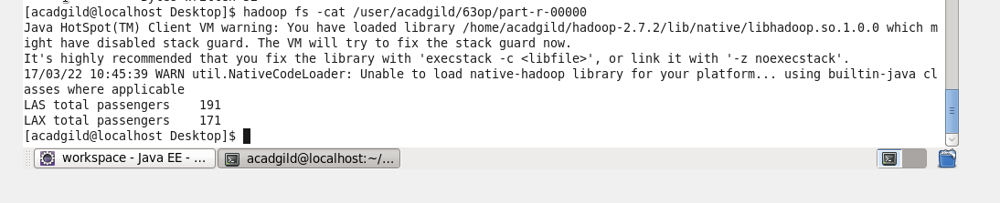 [acadgild@localhost Desktop]$ hadoop fs -cat /user/acadgild/63op/part-r-00000
Java HotSpot(TM) Client VM warning: You have loaded library /home/acadgild/hadoop-2.7.2/lib/native/libhadoop.so.1.0.0 which m
ight have disabled stack guard. The VM will try to fix the stack guard now.
It's highly recommended that you fix the library with 'execstack -c <libfile>', or link it with '-z noexecstack'.
17/03/22 10:45:39 WARN util.NativeCodeLoader: Unable to load native-hadoop library for your platform... using builtin-java cl
asses where applicable
LAS total passengers    191
LAX total passengers    171
[acadgild@localhost Desktop]$
workspace - Java EE - ... acadgild@localhost:~/...